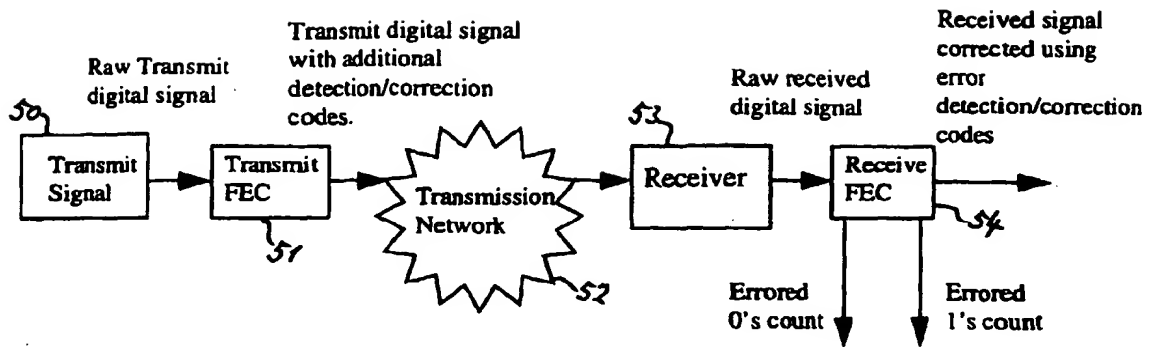 Raw Transmit
digital signal
Transmit digital signal
with additional
detection/correction
codes.
Raw received
digital signal
Received signal
corrected using
error
detection/correction
codes
50
Transmit
Signal
Transmit
FEC
51
Transmission
Network
52
53
Receiver
Receive
FEC
54
Errored
0's count
Errored
1's count